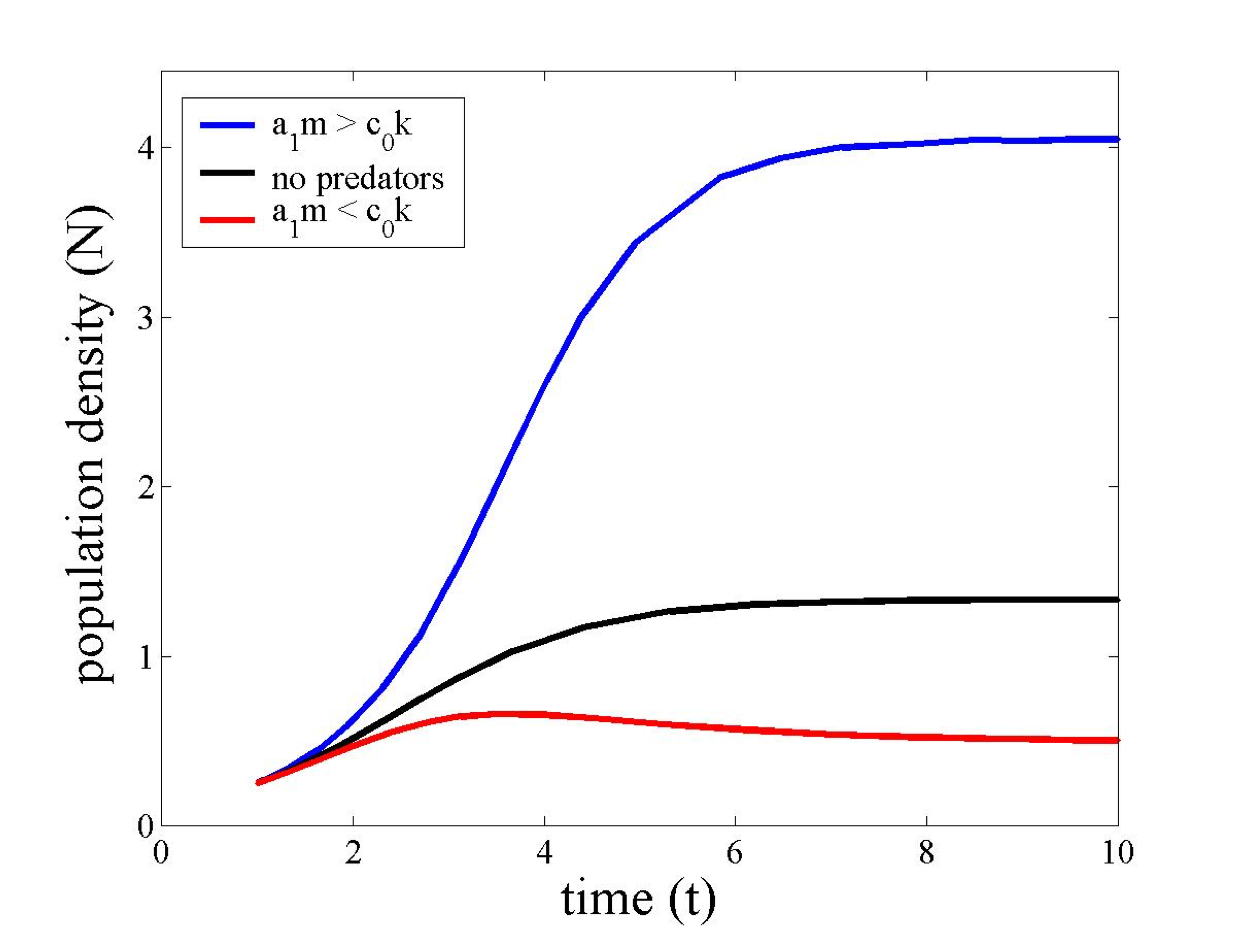 a₁m > c₀k
no predators
a₁m < c₀k
population density (N)
4
3
2
1
0
0 2 4 6 8 10
time (t)